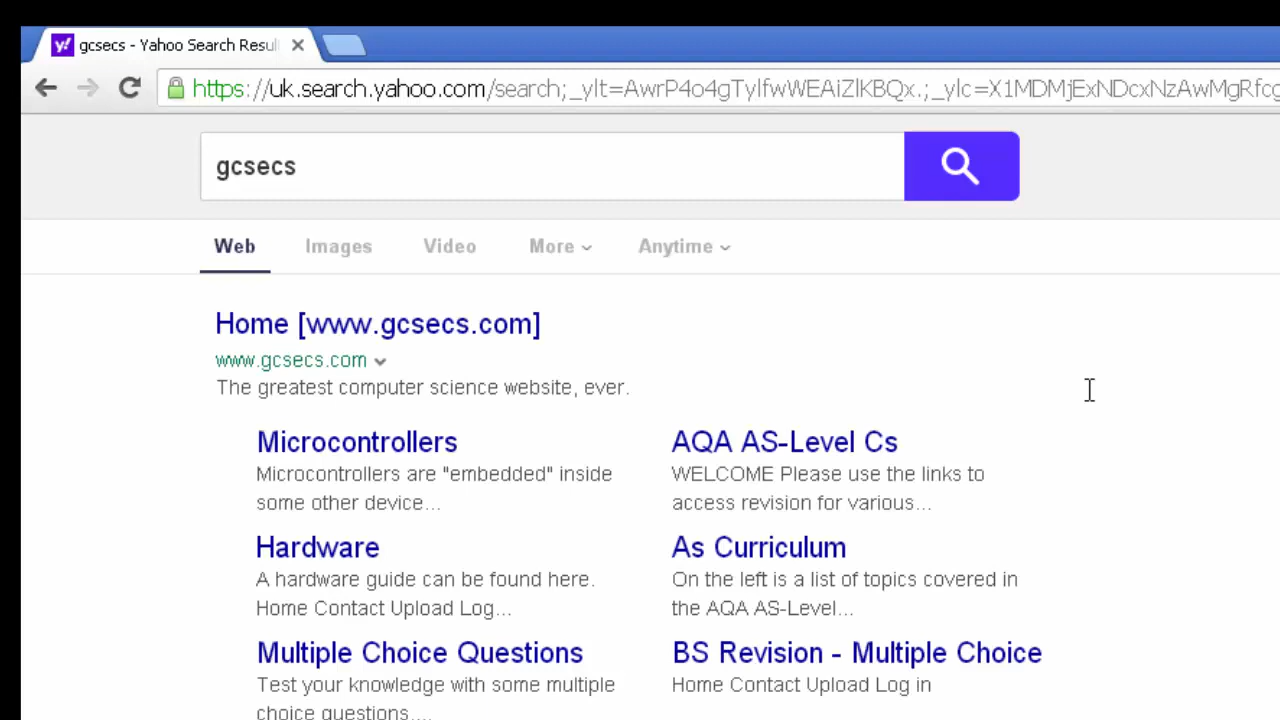 gcsecs - Yahoo Search Resul
https://uk.search.yahoo.com/search;_ylt=AwrP4o4gTylfwWEAiZlKBQx.;_ylc=X1MDMjExNDcxNzAwMgRfcg
gcsecs
Web Images Video More Anytime
Home [www.gcsecs.com]
www.gcsecs.com
The greatest computer science website, ever.
Microcontrollers
Microcontrollers are "embedded" inside
some other device...
AQA AS-Level Cs
WELCOME Please use the links to
access revision for various...
Hardware
A hardware guide can be found here.
Home Contact Upload Log...
As Curriculum
On the left is a list of topics covered in
the AQA AS-Level...
Multiple Choice Questions
Test your knowledge with some multiple
choice questions....
BS Revision - Multiple Choice
Home Contact Upload Log in